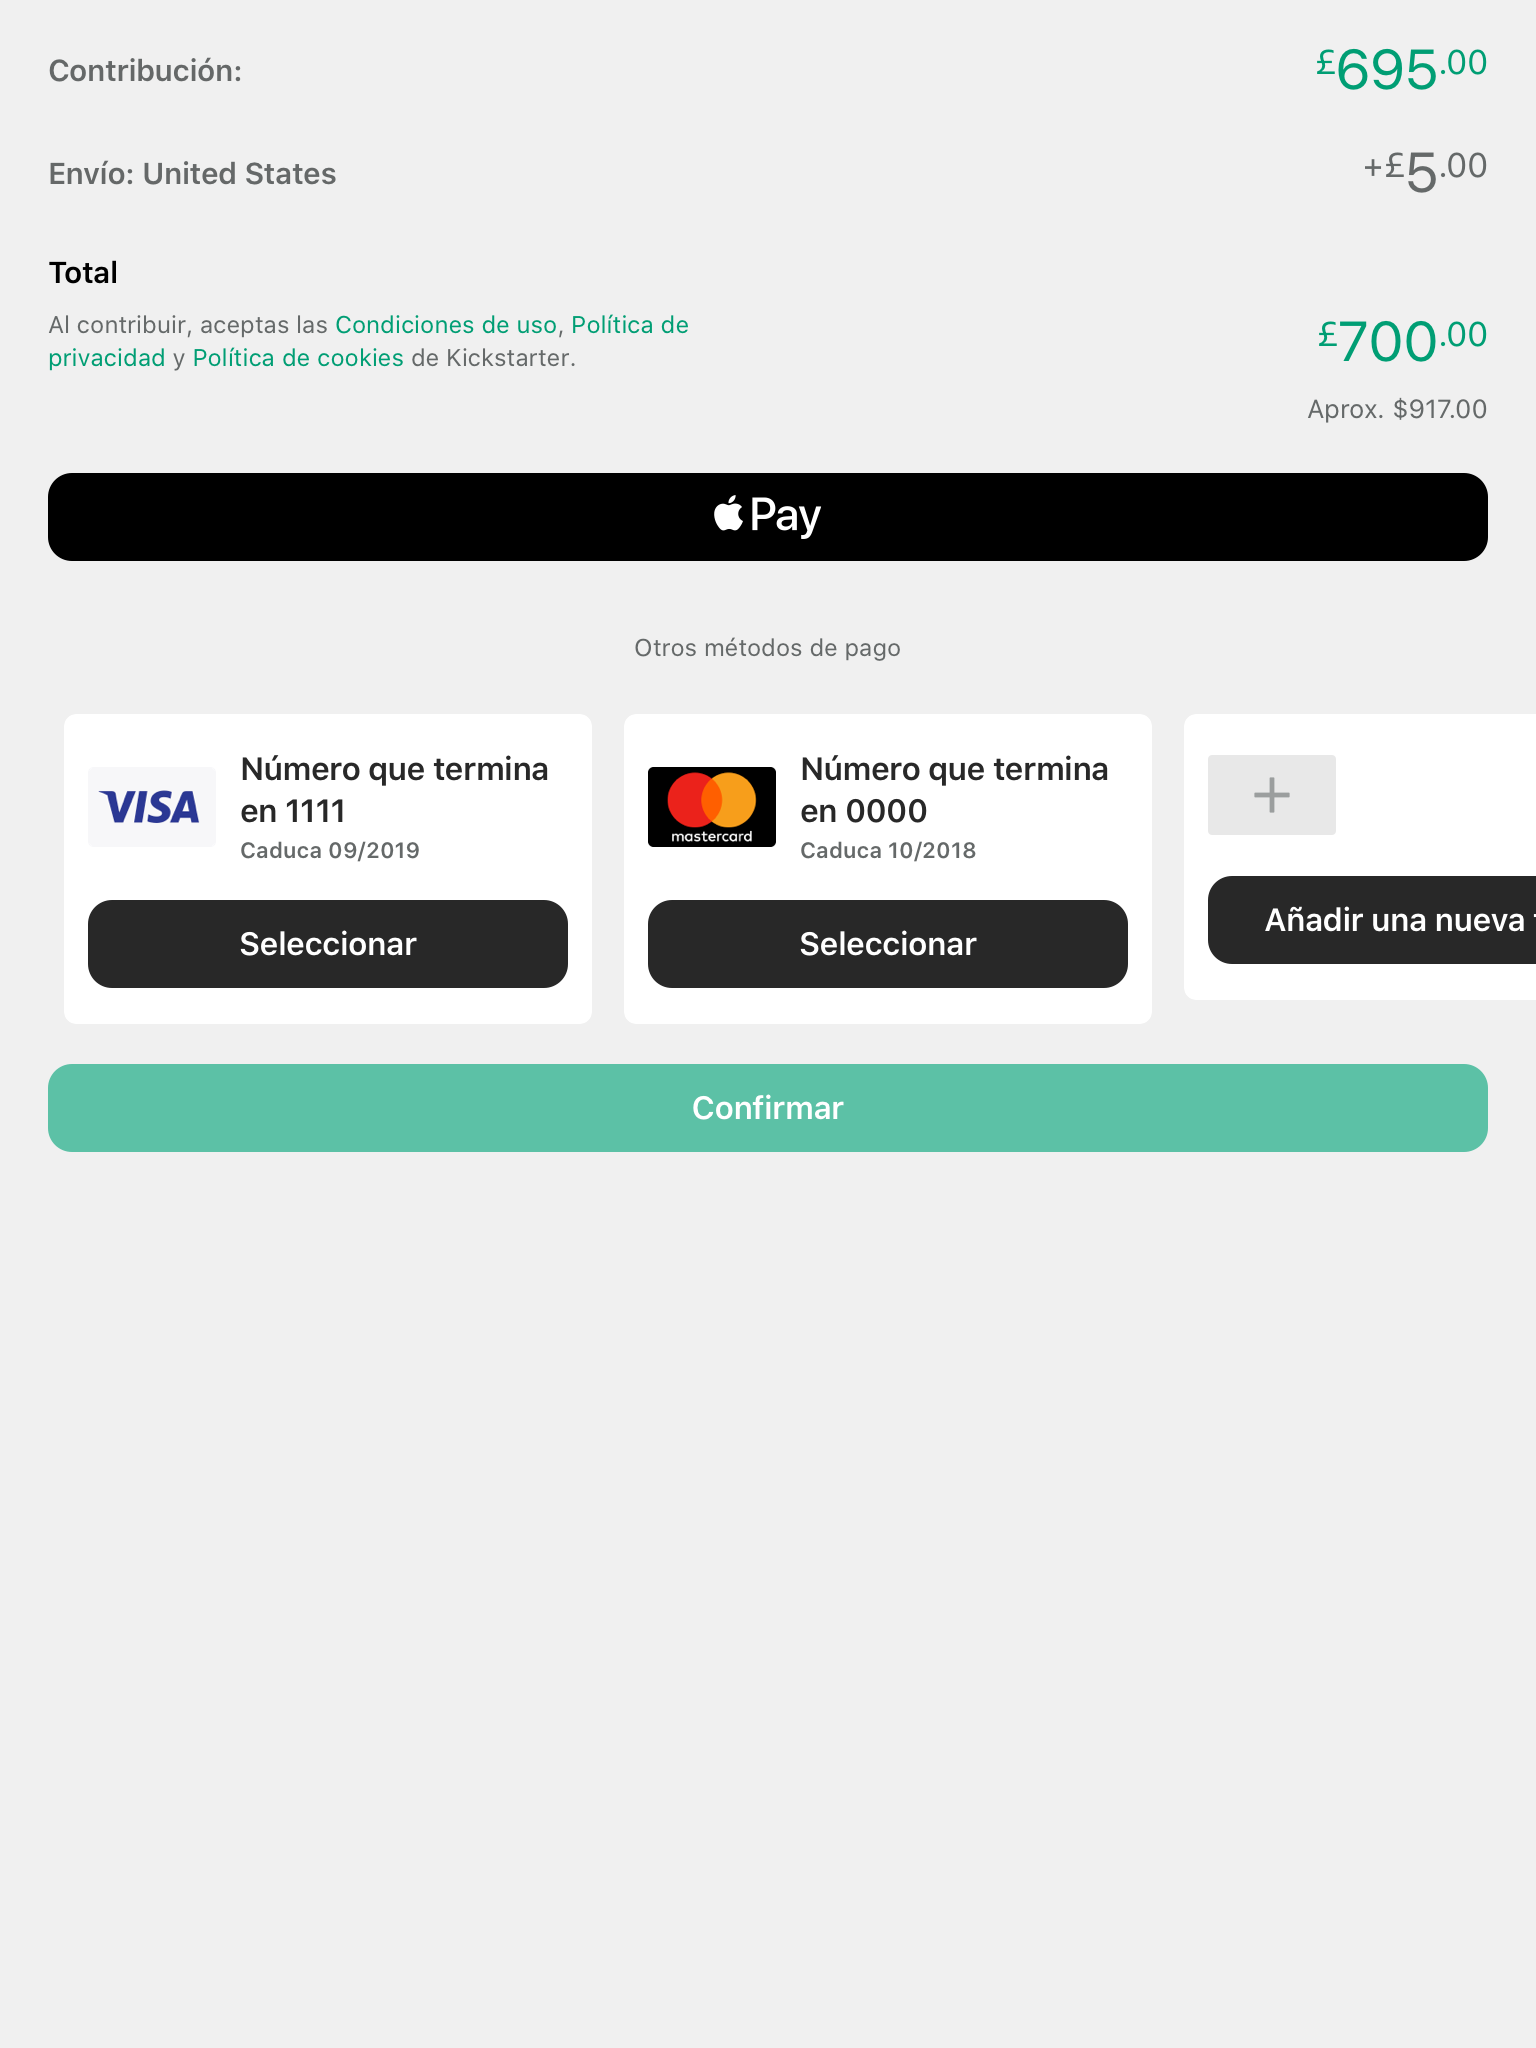 Contribución:
£695.00
Envío: United States
+£5.00
Total
Al contribuir, aceptas las Condiciones de uso, Política de
privacidad y Política de cookies de Kickstarter.
£700.00
Aprox. $917.00
Pay
Otros métodos de pago
VISA
Número que termina
en 1111
Caduca 09/2019
Seleccionar
mastercard
Número que termina
en 0000
Caduca 10/2018
Seleccionar
Añadir una nueva
Confirmar